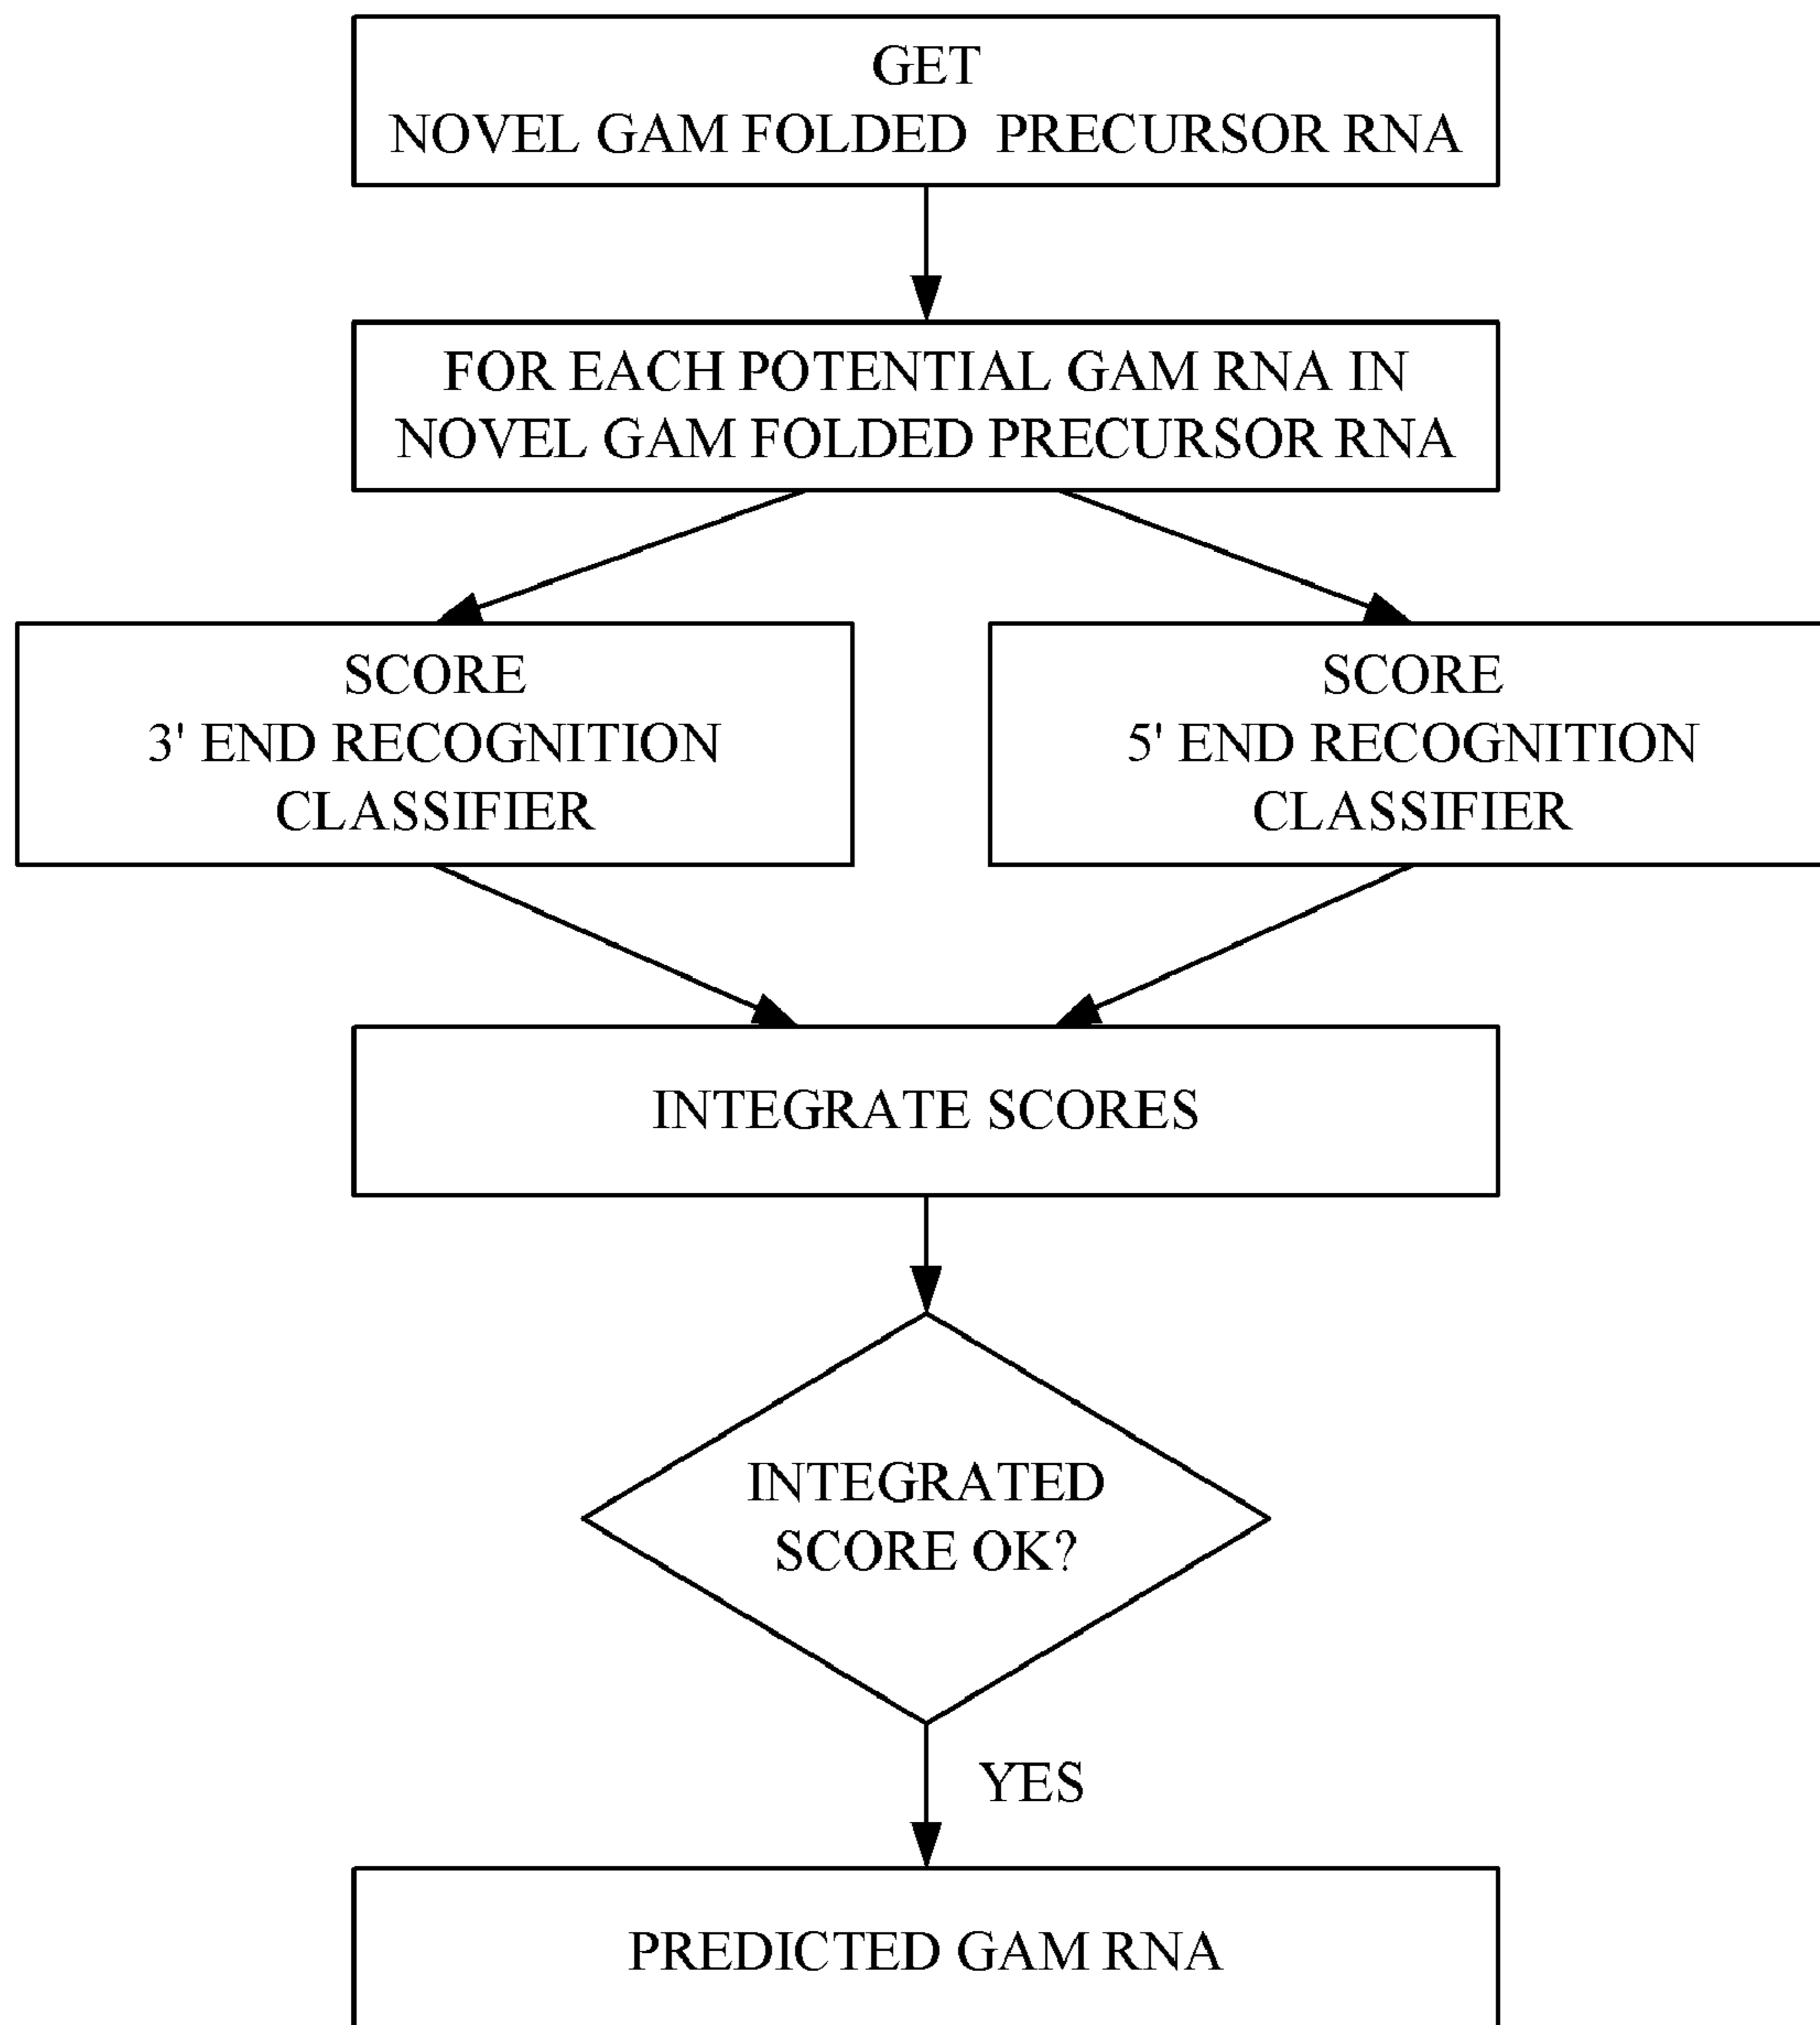 GET
NOVEL GAM FOLDED PRECURSOR RNA
FOR EACH POTENTIAL GAM RNA IN
NOVEL GAM FOLDED PRECURSOR RNA
SCORE
3' END RECOGNITION
CLASSIFIER
SCORE
5' END RECOGNITION
CLASSIFIER
INTEGRATE SCORES
INTEGRATED
SCORE OK?
YES
PREDICTED GAM RNA